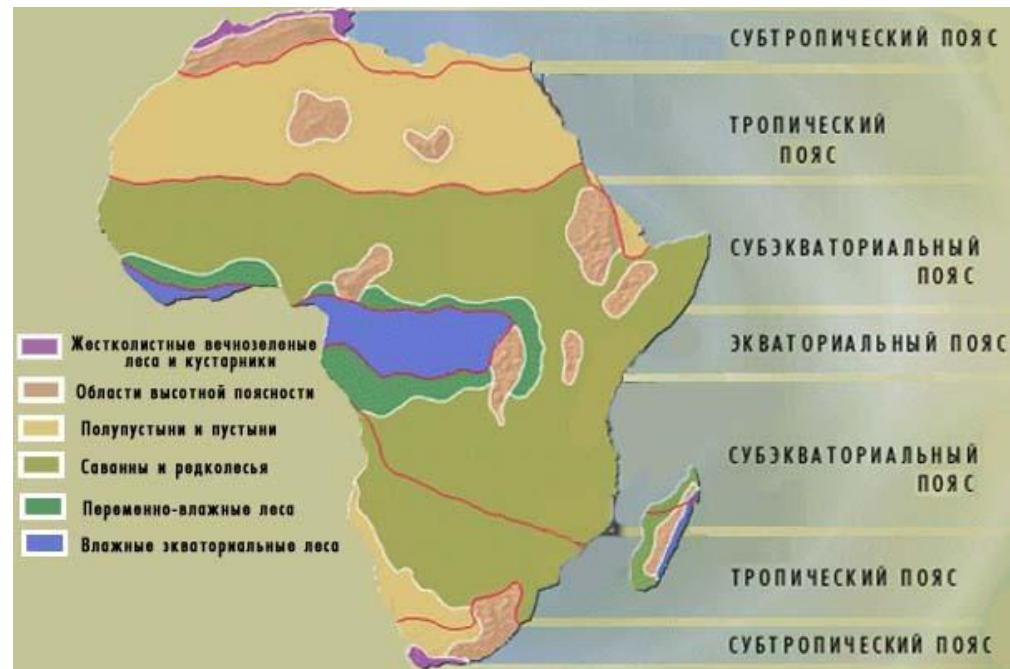 СУБТРОПИЧЕСКИЙ ПОЯС
ТРОПИЧЕСКИЙ
ПОЯС
СУБЭКВАТОРИАЛЬНЫЙ
ПОЯС
ЭКВАТОРИАЛЬНЫЙ ПОЯС
СУБЭКВАТОРИАЛЬНЫЙ
ПОЯС
ТРОПИЧЕСКИЙ ПОЯС
СУБТРОПИЧЕСКИЙ ПОЯС
Жестколистные вечнозеленые
леса и кустарники
Области высотной поясности
Полупустыни и пустыни
Саванны и редколесья
Переменно-влажные леса
Влажные экваториальные леса